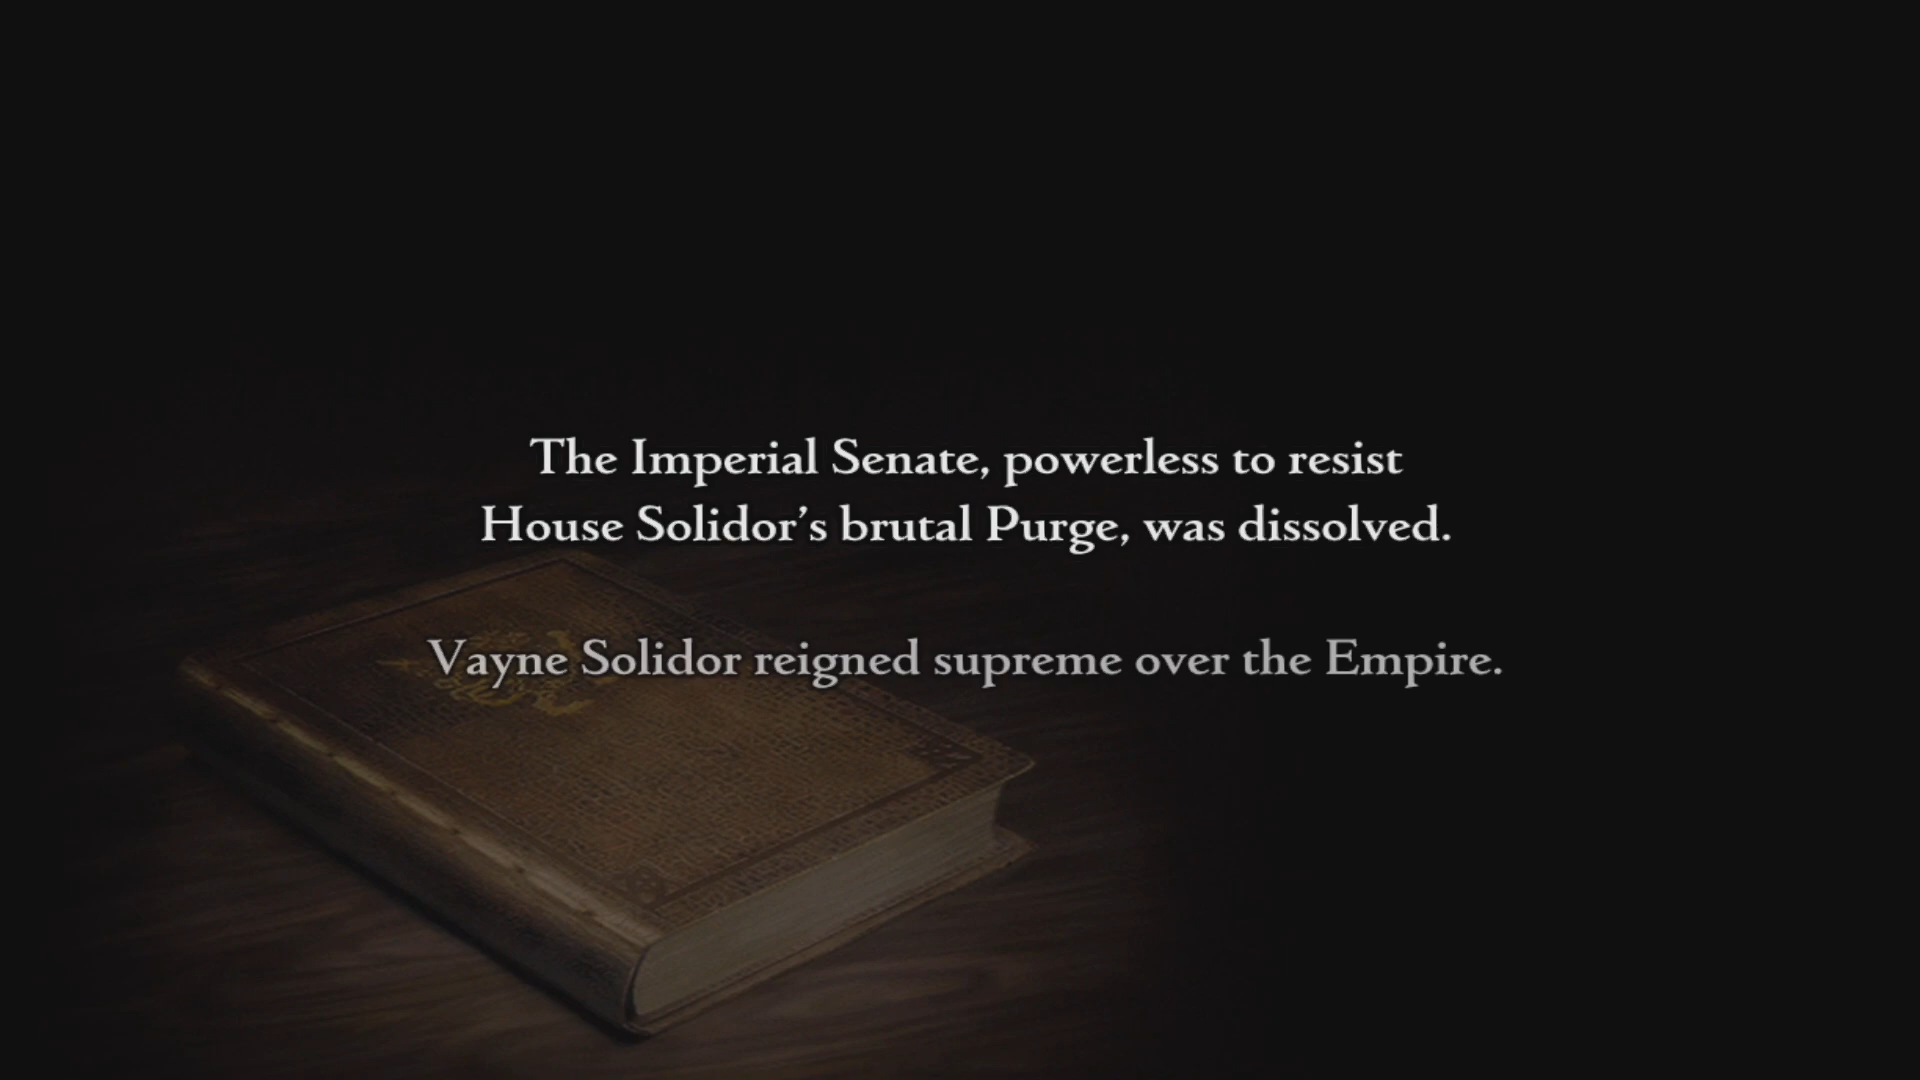 The Imperial Senate, powerless to resist
House Solidor’s brutal Purge, was dissolved.
Vayne Solidor reigned supreme over the Empire.